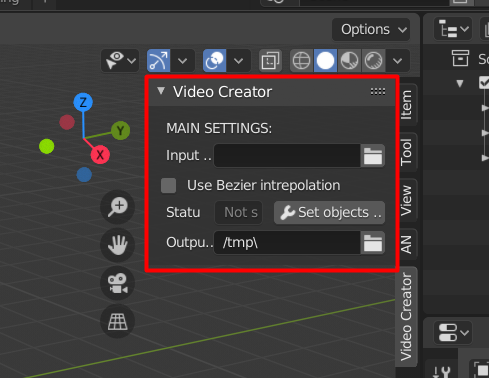 Options
Video Creator
MAIN SETTINGS:
Input ..
Use Bezier intrepolation
Statu Not s Set objects ..
Outpu.. /tmp\
Z
Y
X
Item
Tool
View
AN
Video Creator
Sc